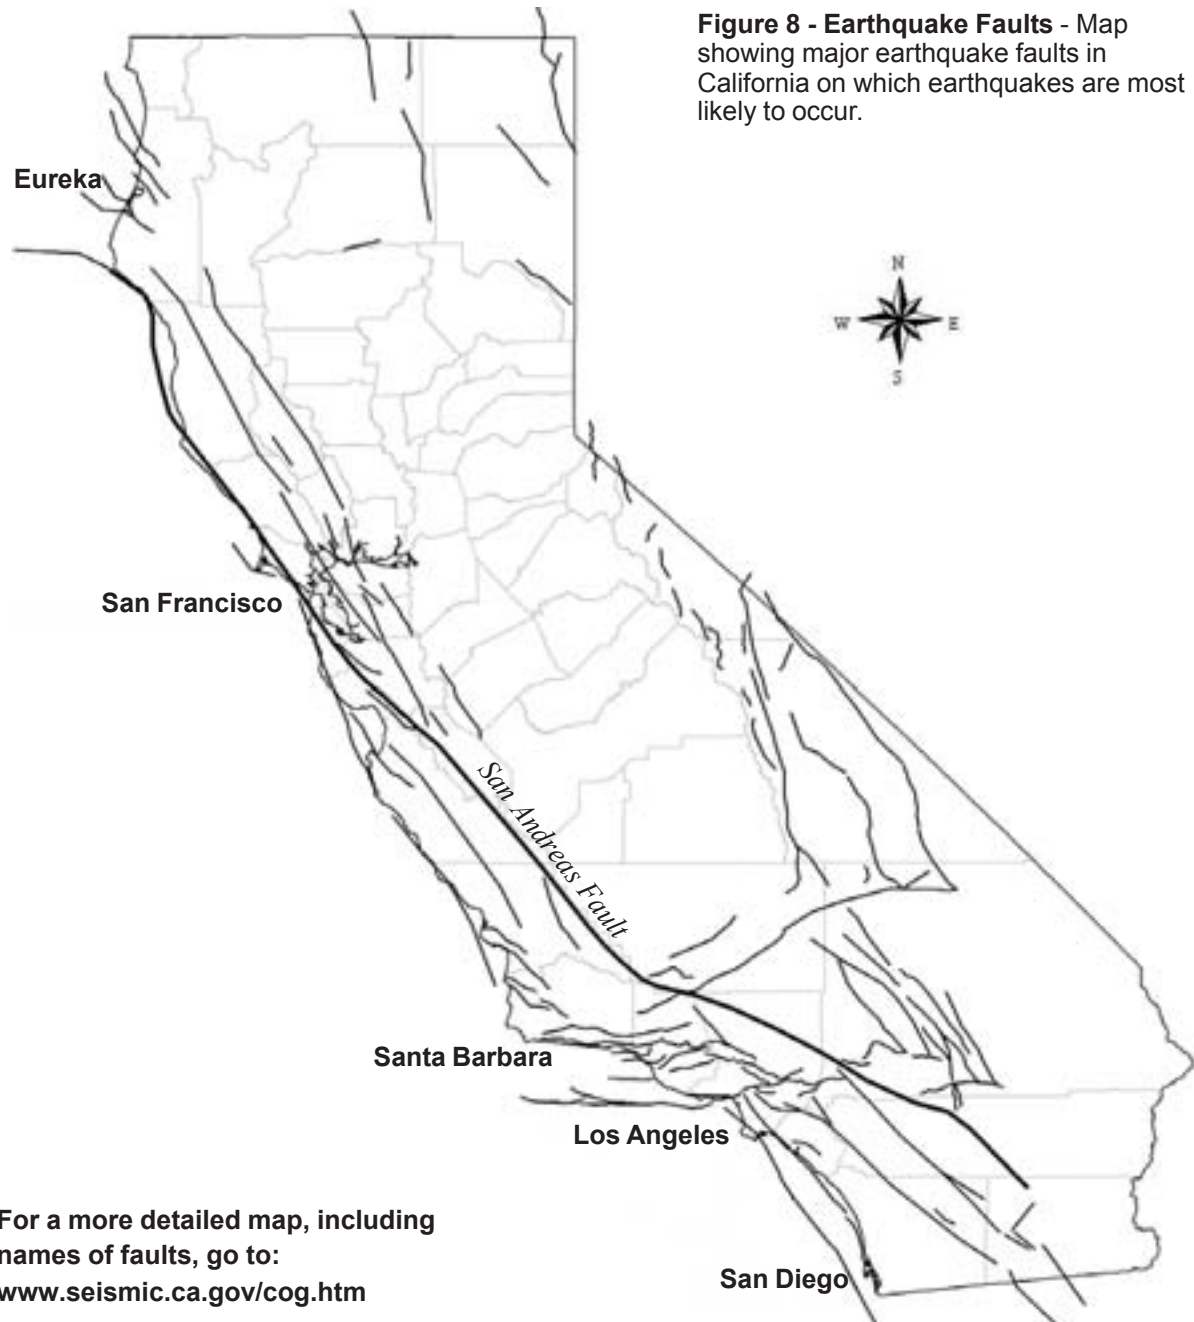 Figure 8 - Earthquake Faults - Map
showing major earthquake faults in
California on which earthquakes are most
likely to occur.
Eureka
N
W
E
S
San Francisco
San Andreas Fault
Santa Barbara
Los Angeles
For a more detailed map, including
names of faults, go to:
www.seismic.ca.gov/cog.htm
San Diego